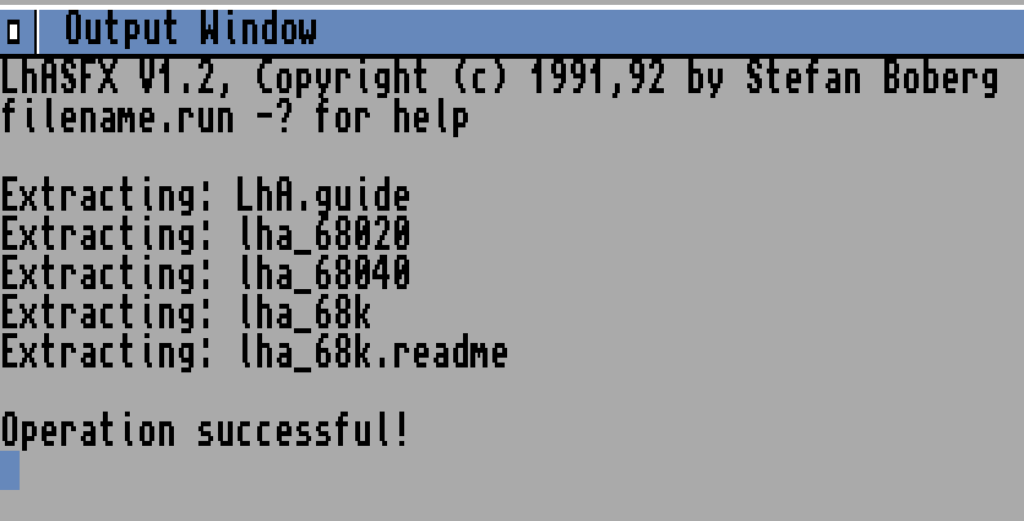 Output Window
LhASFX V1.2, Copyright (c) 1991,92 by Stefan Boberg
filename.run -? for help
Extracting: LhA.guide
Extracting: lha_68020
Extracting: lha_68040
Extracting: lha_68k
Extracting: lha_68k.readme
Operation successful!